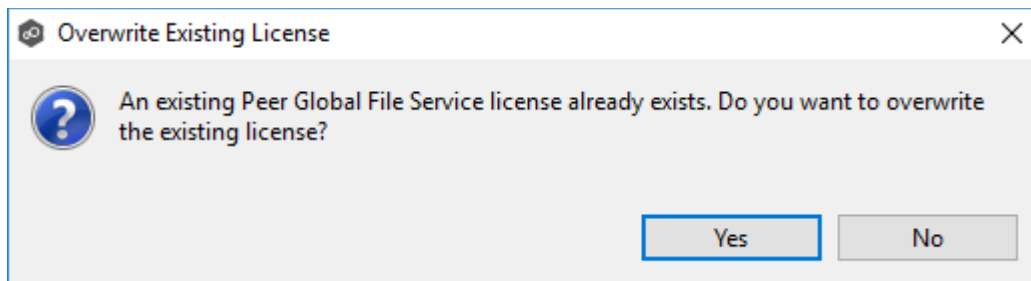 Overwrite Existing License
An existing Peer Global File Service license already exists. Do you want to overwrite
the existing license?
Yes No